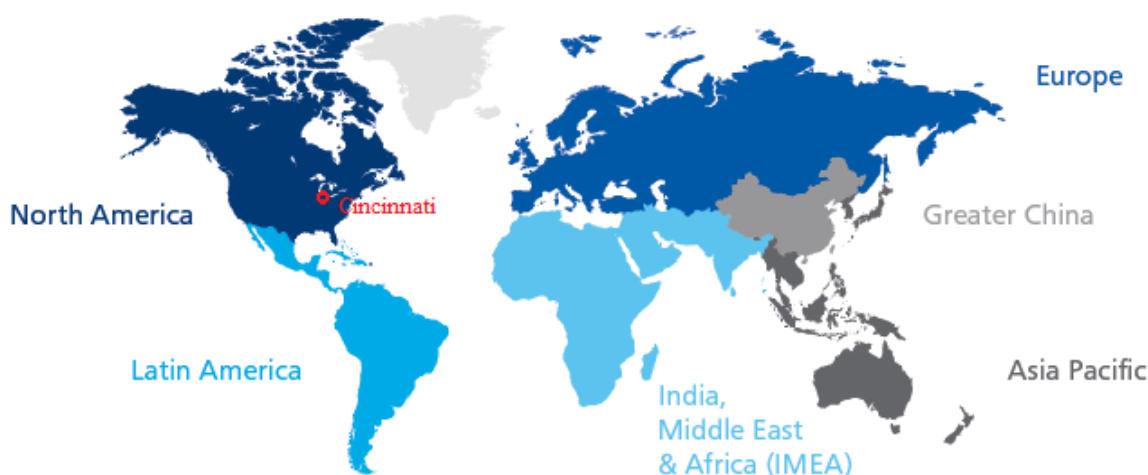 Europe
North America
Cincinnati
Greater China
Latin America
Asia Pacific
India,
Middle East
& Africa (IMEA)